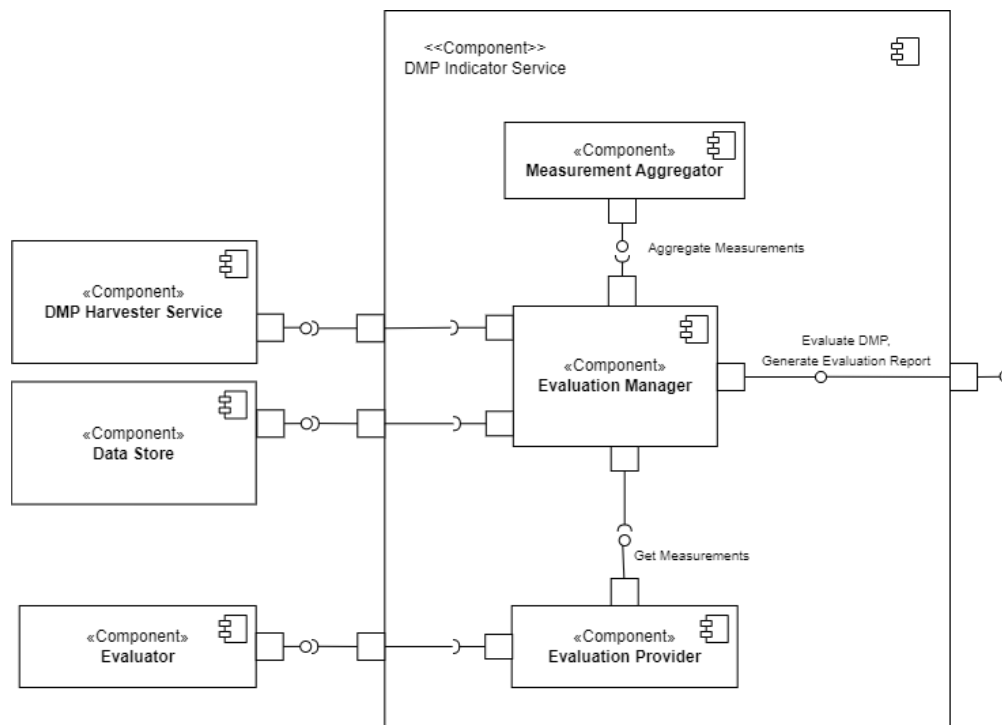 <<Component>>
DMP Indicator Service
«Component»
Measurement Aggregator
Aggregate Measurements
«Component»
DMP Harvester Service
«Component»
Evaluation Manager
Evaluate DMP,
Generate Evaluation Report
«Component»
Data Store
Get Measurements
«Component»
Evaluator
«Component»
Evaluation Provider